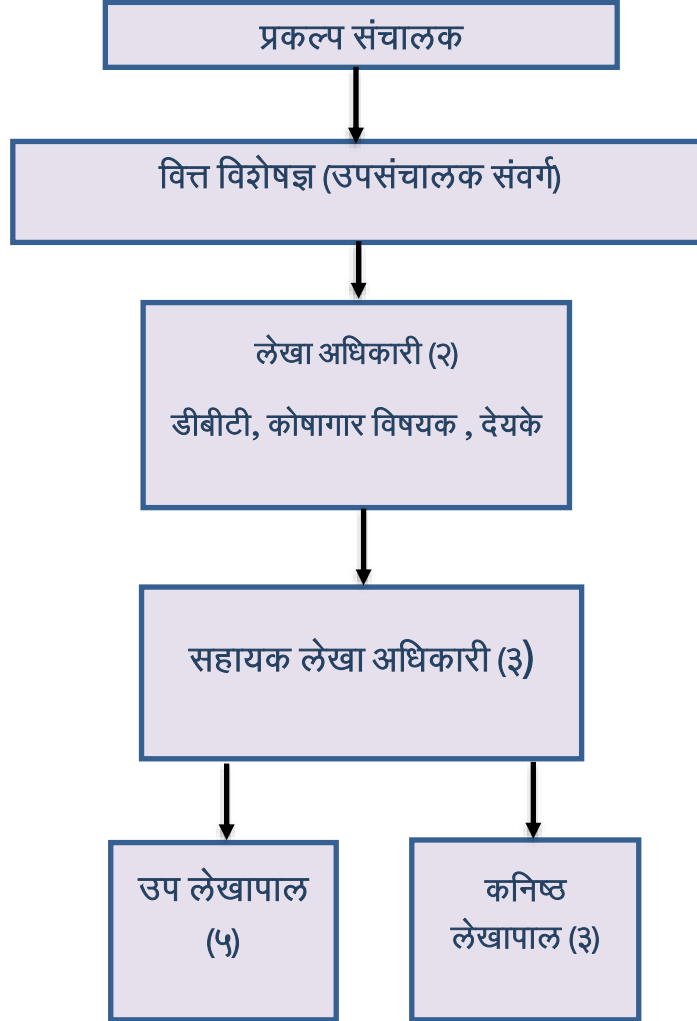 प्रकल्प संचालक
वित्त विशेषज्ञ (उपसंचालक संवर्ग)
लेखा अधिकारी (२)
डीबीटी, कोषागार विषयक , देयके
सहायक लेखा अधिकारी (३)
उप लेखापाल
(५)
कनिष्ठ
लेखापाल (३)